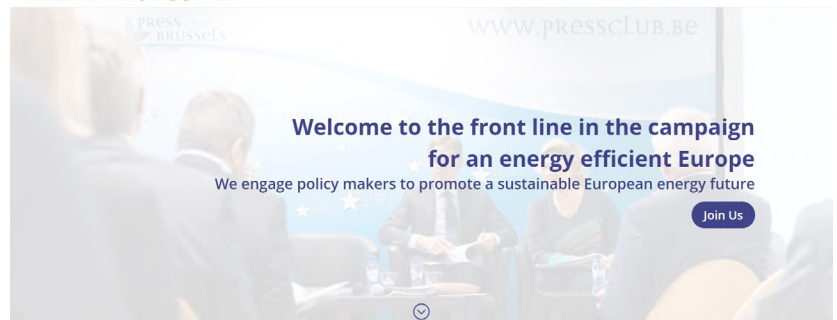 PRESS
BRUSSELS
www.pressclub.be
Welcome to the front line in the campaign
for an energy efficient Europe
We engage policy makers to promote a sustainable European energy future
Join Us